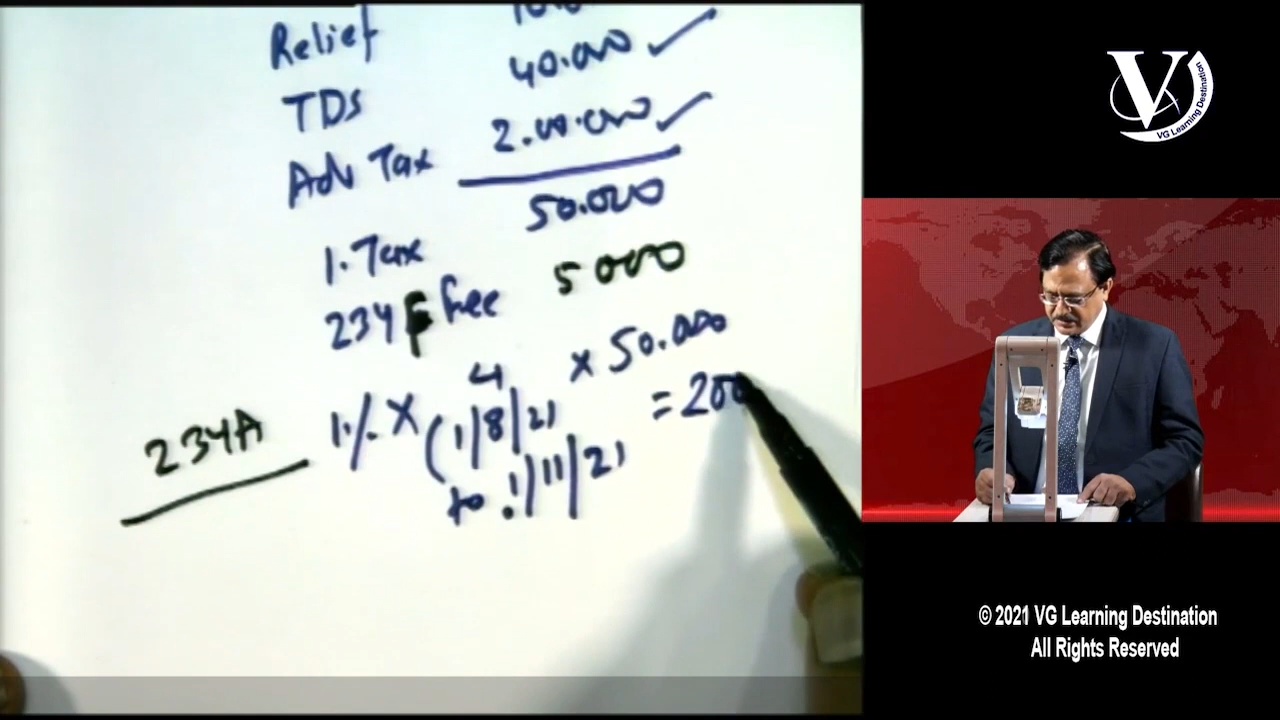 Relief
TDS 40.000 ✓
Adv Tax 2.00.000 ✓
50.000
1. Tax
234F Fee 5000
4
234A 1% X (1/8/21 x 50.000
to 1/11/21 = 200
V
VG Learning Destination
© 2021 VG Learning Destination
All Rights Reserved